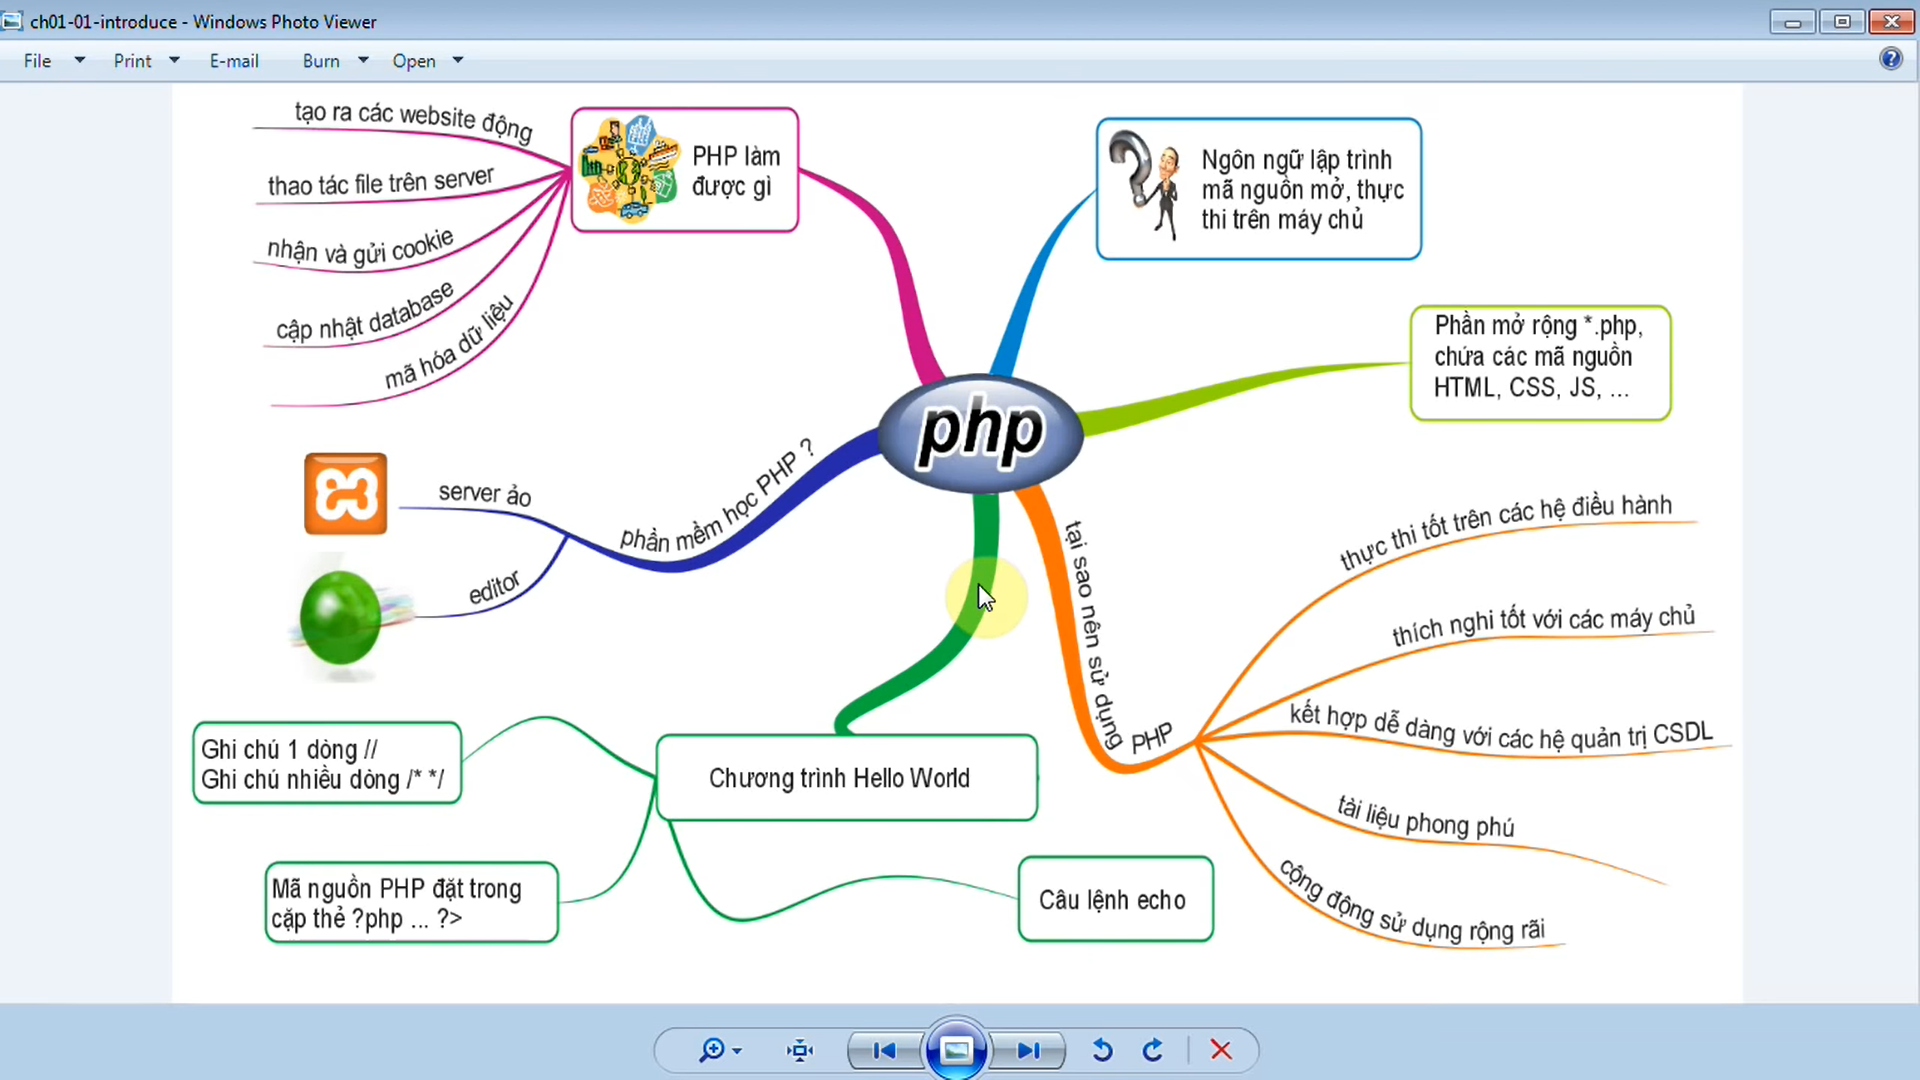 ch01-01-introduce - Windows Photo Viewer
File Print E-mail Burn Open
tạo ra các website động
thao tác file trên server
nhận và gửi cookie
cập nhật database
mã hóa dữ liệu
PHP làm
được gì
Ngôn ngữ lập trình
mã nguồn mở, thực
thi trên máy chủ
Phần mở rộng *.php,
chứa các mã nguồn
HTML, CSS, JS, ...
php
phần mềm học PHP ?
server ảo
editor
tại sao nên sử dụng PHP
thực thi tốt trên các hệ điều hành
thích nghi tốt với các máy chủ
kết hợp dễ dàng với các hệ quản trị CSDL
tài liệu phong phú
cộng động sử dụng rộng rãi
Chương trình Hello World
Ghi chú 1 dòng //
Ghi chú nhiều dòng /* */
Mã nguồn PHP đặt trong
cặp thẻ ?php ... ?>
Câu lệnh echo